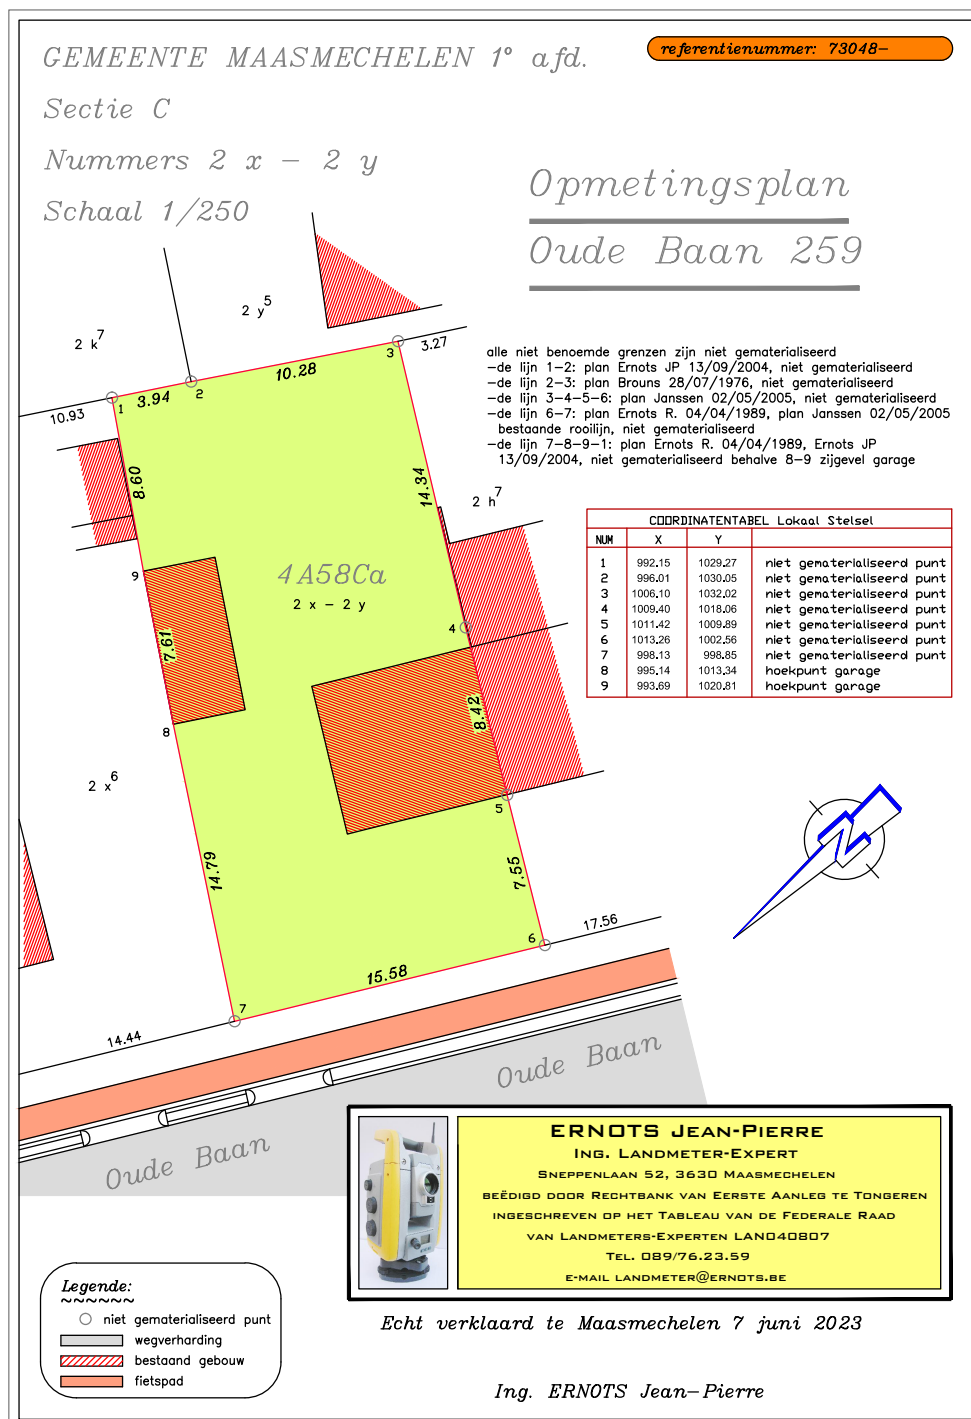 GEMEENTE MAASMECHELEN 1° afd.
referentienummer: 73048-
Sectie C
Nummers 2 x - 2 y
Schaal 1/250
Opmetingsplan
Oude Baan 259
2 k7
2 y5
3
3.27
10.28
2
3.94
1
10.93
8.60
14.34
2 h7
alle niet benoemde grenzen zijn niet gematerialiseerd
-de lijn 1-2: plan Ernots JP 13/09/2004, niet gematerialiseerd
-de lijn 2-3: plan Brouns 28/07/1976, niet gematerialiseerd
-de lijn 3-4-5-6: plan Janssen 02/05/2005, niet gematerialiseerd
-de lijn 6-7: plan Ernots R. 04/04/1989, plan Janssen 02/05/2005
bestaande rooilijn, niet gematerialiseerd
-de lijn 7-8-9-1: plan Ernots R. 04/04/1989, Ernots JP
13/09/2004, niet gematerialiseerd behalve 8-9 zijgevel garage
COORDINATENTABEL Lokaal Stelsel
NUM X Y
1 992.15 1029.27 niet gematerialiseerd punt
2 996.01 1030.05 niet gematerialiseerd punt
3 1006.10 1032.02 niet gematerialiseerd punt
4 1009.40 1018.06 niet gematerialiseerd punt
5 1011.42 1009.89 niet gematerialiseerd punt
6 1013.26 1002.56 niet gematerialiseerd punt
7 998.13 998.85 niet gematerialiseerd punt
8 995.14 1013.34 hoekpunt garage
9 993.69 1020.81 hoekpunt garage
9
4A58Ca
2 x - 2 y
4
7.61
8.42
8
2 x6
5
14.79
7.55
6
17.56
15.58
7
14.44
Oude Baan
Oude Baan
ERNOTS JEAN-PIERRE
ING. LANDMETER-EXPERT
SNEPPENLAAN 52, 3630 MAASMECHELEN
BEËDIGD DOOR RECHTBANK VAN EERSTE AANLEG TE TONGEREN
INGESCHREVEN OP HET TABLEAU VAN DE FEDERALE RAAD
VAN LANDMETERS-EXPERTEN LAN040807
TEL. 089/76.23.59
E-MAIL LANDMETER@ERNOTS.BE
Legende:
~~~~~~
niet gematerialiseerd punt
wegverharding
bestaand gebouw
fietspad
Echt verklaard te Maasmechelen 7 juni 2023
Ing. ERNOTS Jean-Pierre